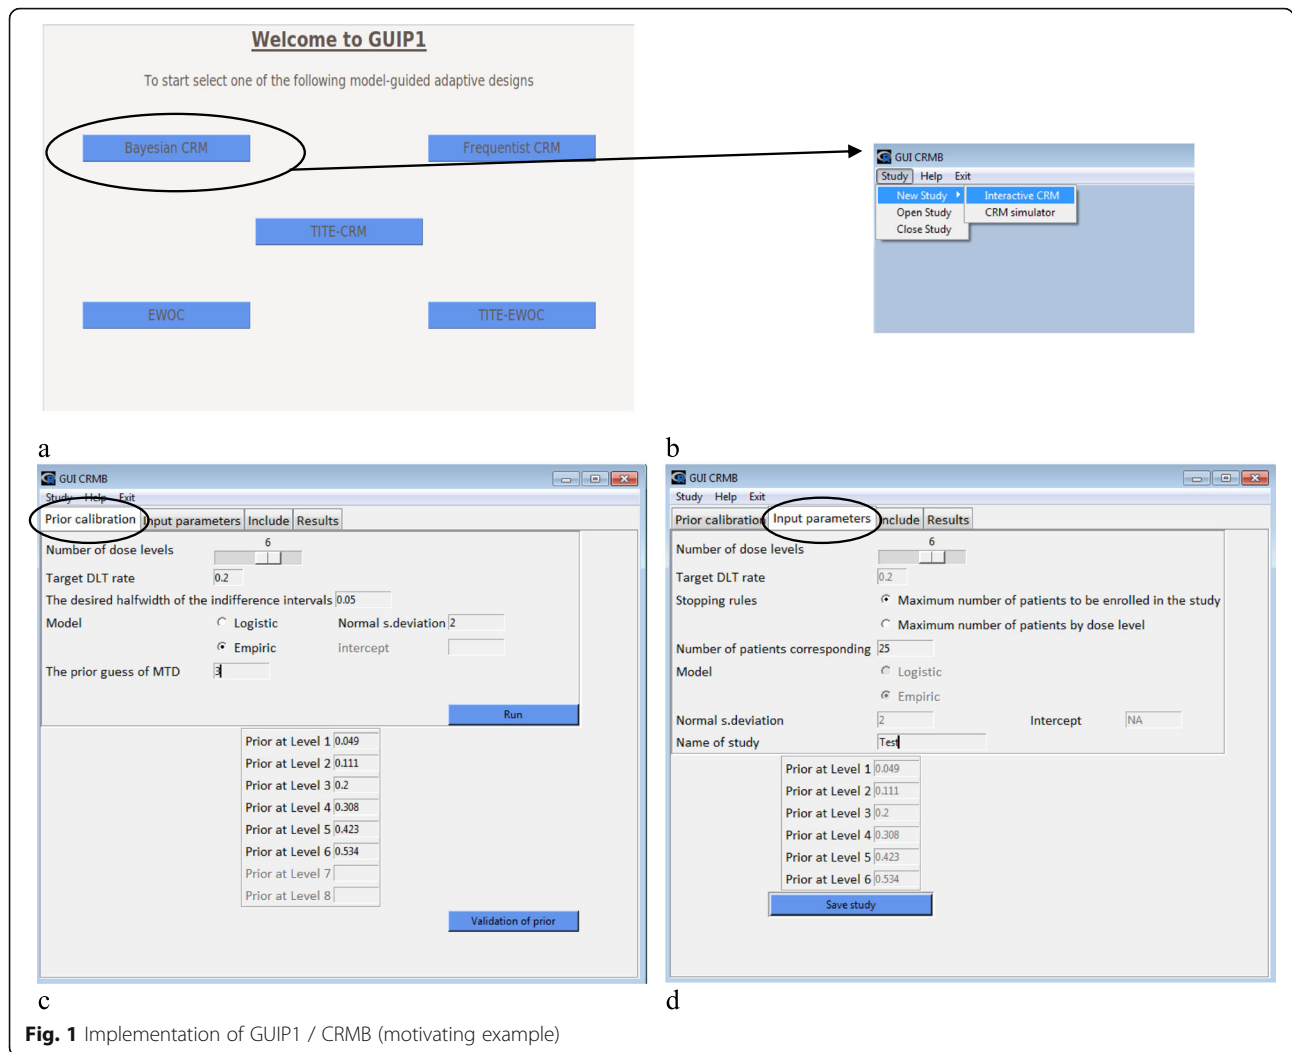 Welcome to GUIP1
To start select one of the following model-guided adaptive designs
Bayesian CRM
Frequentist CRM
TITE-CRM
EWOC
TITE-EWOC
a
GUI CRMB
Study Help Exit
New Study Interactive CRM
Open Study CRM simulator
Close Study
b
GUI CRMB
Study Help Exit
Prior calibration Input parameters Include Results
Number of dose levels 6
Target DLT rate 0.2
The desired halfwidth of the indifference intervals 0.05
Model Logistic Normal s.deviation 2
Empiric intercept
The prior guess of MTD 3
Run
Prior at Level 1 0.049
Prior at Level 2 0.111
Prior at Level 3 0.2
Prior at Level 4 0.308
Prior at Level 5 0.423
Prior at Level 6 0.534
Prior at Level 7
Prior at Level 8
Validation of prior
c
GUI CRMB
Study Help Exit
Prior calibration Input parameters Include Results
Number of dose levels 6
Target DLT rate 0.2
Stopping rules Maximum number of patients to be enrolled in the study
Maximum number of patients by dose level
Number of patients corresponding 25
Model Logistic
Empiric
Normal s.deviation 2 Intercept NA
Name of study Test
Prior at Level 1 0.049
Prior at Level 2 0.111
Prior at Level 3 0.2
Prior at Level 4 0.308
Prior at Level 5 0.423
Prior at Level 6 0.534
Save study
d
Fig. 1 Implementation of GUIP1 / CRMB (motivating example)